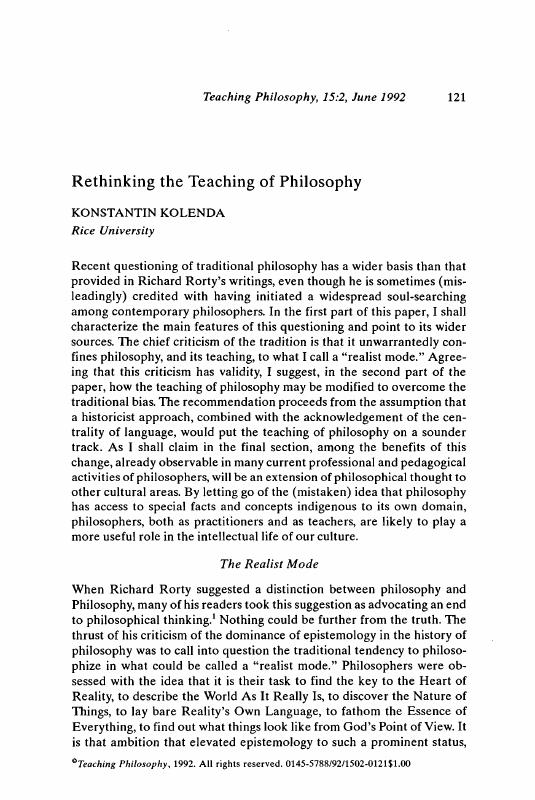 Teaching Philosophy, 15:2, June 1992 121
Rethinking the Teaching of Philosophy
KONSTANTIN KOLENDA
Rice University
Recent questioning of traditional philosophy has a wider basis than that
provided in Richard Rorty's writings, even though he is sometimes (mis-
leadingly) credited with having initiated a widespread soul-searching
among contemporary philosophers. In the first part of this paper, I shall
characterize the main features of this questioning and point to its wider
sources. The chief criticism of the tradition is that it unwarrantedly con-
fines philosophy, and its teaching, to what I call a “realist mode.” Agree-
ing that this criticism has validity, I suggest, in the second part of the
paper, how the teaching of philosophy may be modified to overcome the
traditional bias. The recommendation proceeds from the assumption that
a historicist approach, combined with the acknowledgement of the cen-
trality of language, would put the teaching of philosophy on a sounder
track. As I shall claim in the final section, among the benefits of this
change, already observable in many current professional and pedagogical
activities of philosophers, will be an extension of philosophical thought to
other cultural areas. By letting go of the (mistaken) idea that philosophy
has access to special facts and concepts indigenous to its own domain,
philosophers, both as practitioners and as teachers, are likely to play a
more useful role in the intellectual life of our culture.
The Realist Mode
When Richard Rorty suggested a distinction between philosophy and
Philosophy, many of his readers took this suggestion as advocating an end
to philosophical thinking.¹ Nothing could be further from the truth. The
thrust of his criticism of the dominance of epistemology in the history of
philosophy was to call into question the traditional tendency to philoso-
phize in what could be called a “realist mode.” Philosophers were ob-
sessed with the idea that it is their task to find the key to the Heart of
Reality, to describe the World As It Really Is, to discover the Nature of
Things, to lay bare Reality's Own Language, to fathom the Essence of
Everything, to find out what things look like from God's Point of View. It
is that ambition that elevated epistemology to such a prominent status,
©Teaching Philosophy, 1992. All rights reserved. 0145-5788/92/1502-0121$1.00